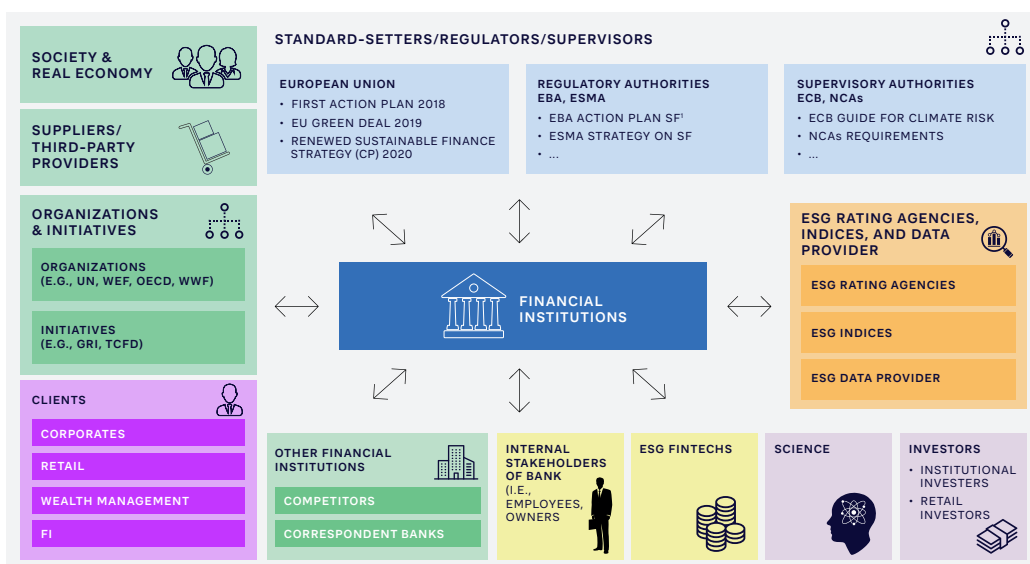 SOCIETY &
REAL ECONOMY
SUPPLIERS/
THIRD-PARTY
PROVIDERS
ORGANIZATIONS
& INITIATIVES
ORGANIZATIONS
(E.G., UN, WEF, OECD, WWF)
INITIATIVES
(E.G., GRI, TCFD)
CLIENTS
CORPORATES
RETAIL
WEALTH MANAGEMENT
FI
STANDARD-SETTERS/REGULATORS/SUPERVISORS
EUROPEAN UNION
• FIRST ACTION PLAN 2018
• EU GREEN DEAL 2019
• RENEWED SUSTAINABLE FINANCE
STRATEGY (CP) 2020
REGULATORY AUTHORITIES
EBA, ESMA
• EBA ACTION PLAN SF¹
• ESMA STRATEGY ON SF
• ...
SUPERVISORY AUTHORITIES
ECB, NCAs
• ECB GUIDE FOR CLIMATE RISK
• NCAs REQUIREMENTS
• ...
FINANCIAL
INSTITUTIONS
ESG RATING AGENCIES,
INDICES, AND DATA
PROVIDER
ESG RATING AGENCIES
ESG INDICES
ESG DATA PROVIDER
OTHER FINANCIAL
INSTITUTIONS
COMPETITORS
CORRESPONDENT BANKS
INTERNAL
STAKEHOLDERS
OF BANK
(I.E.,
EMPLOYEES,
OWNERS
ESG FINTECHS
SCIENCE
INVESTORS
• INSTITUTIONAL
INVESTERS
• RETAIL
INVESTORS